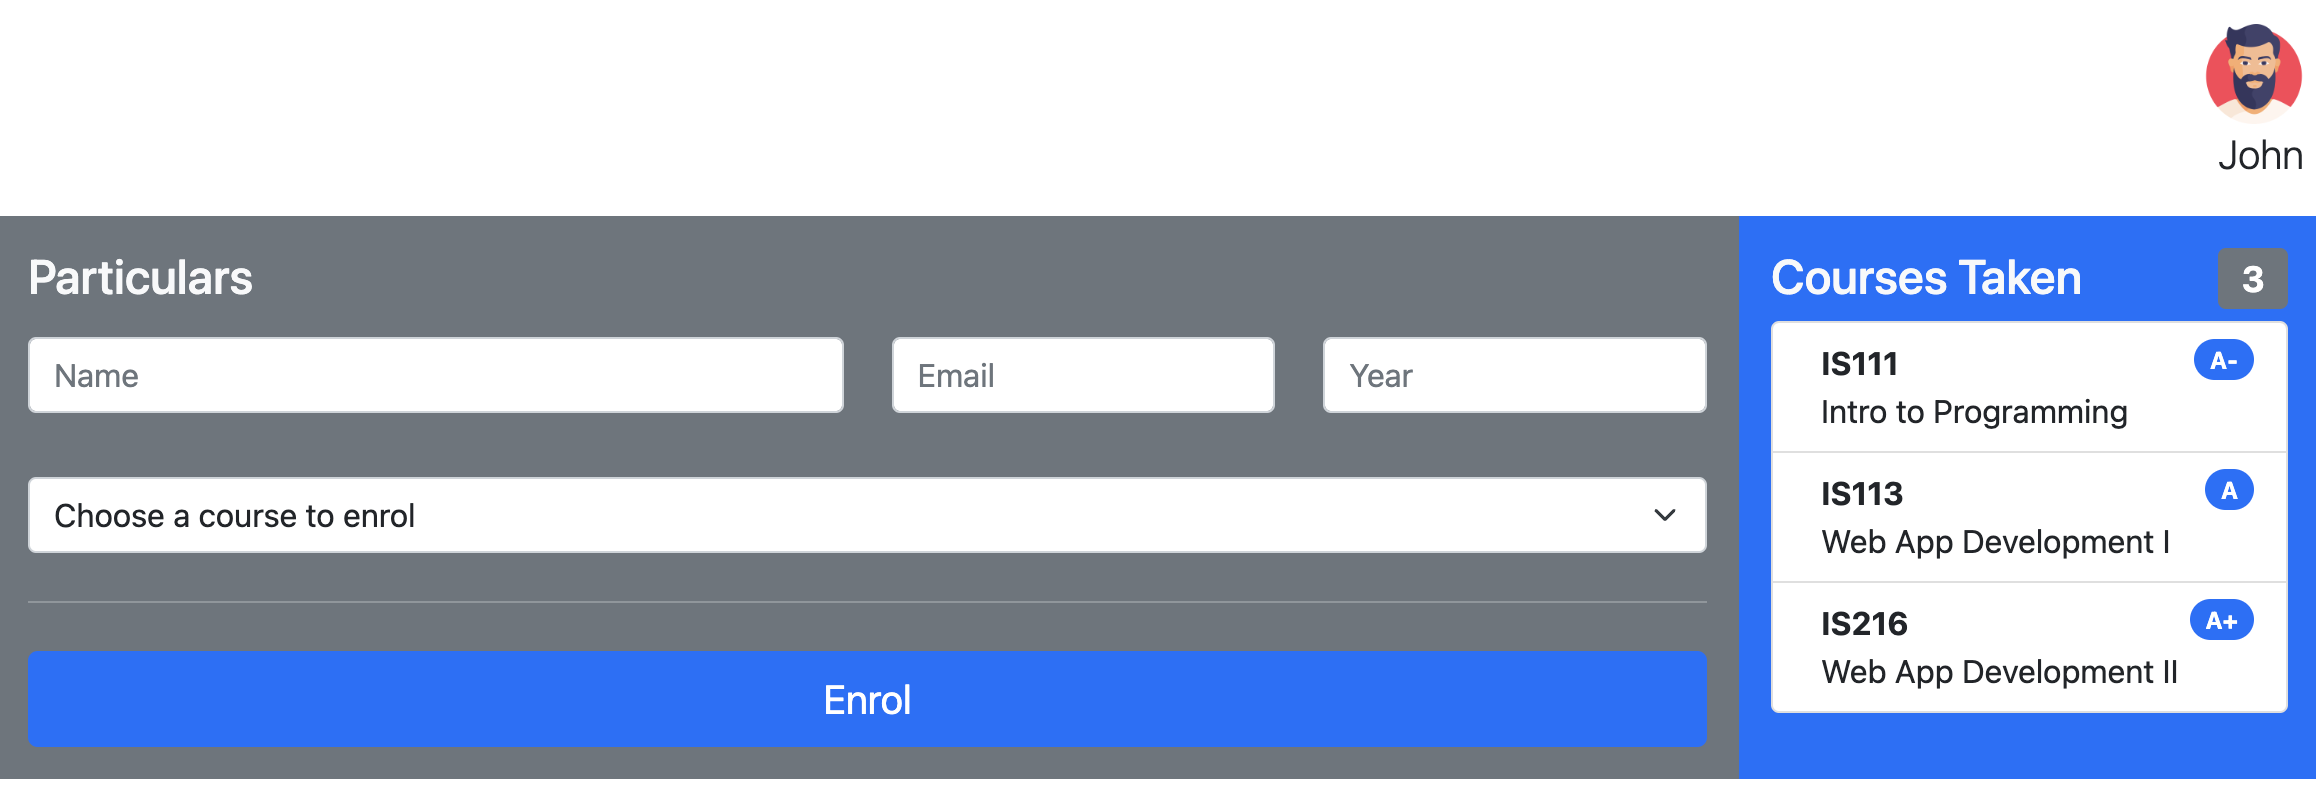 John
Particulars
Name
Email
Year
Choose a course to enrol
Enrol
Courses Taken 3
IS111 A-
Intro to Programming
IS113 A
Web App Development I
IS216 A+
Web App Development II